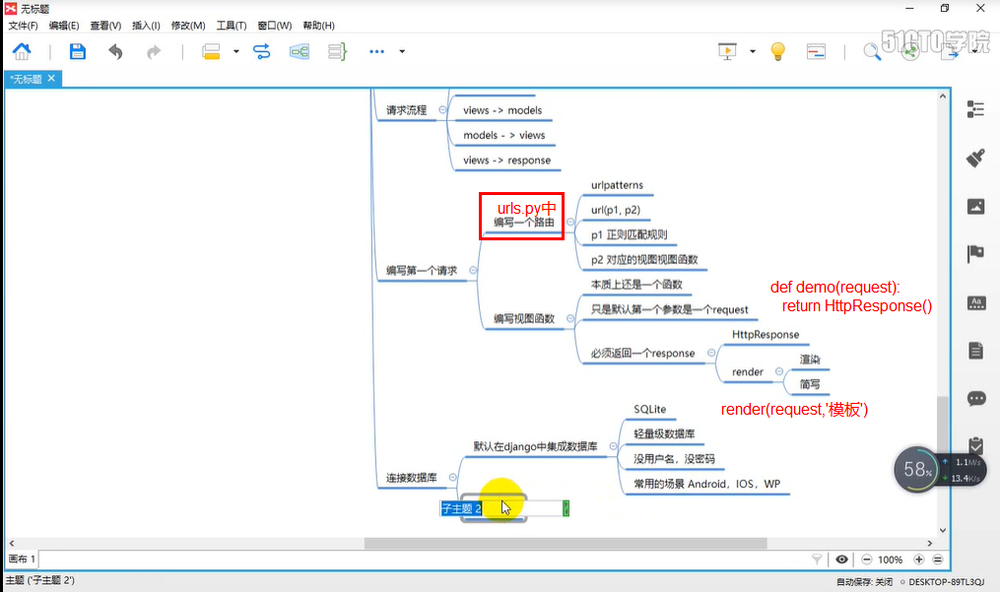 无标题
文件(F) 编辑(E) 查看(V) 插入(I) 修改(M) 工具(T) 窗口(W) 帮助(H)
51CTO学院
*无标题
请求流程
views -> models
models - > views
views -> response
编写第一个请求
urls.py中
编写一个路由
urlpatterns
url(p1, p2)
p1 正则匹配规则
p2 对应的视图视图函数
编写视图函数
本质上还是一个函数
只是默认第一个参数是一个request
必须返回一个response
HttpResponse
render
渲染
简写
def demo(request):
return HttpResponse()
render(request,'模板')
连接数据库
默认在django中集成数据库
SQLite
轻量级数据库
没用户名，没密码
常用的场景 Android，IOS，WP
子主题 2
Aa
58%
1.1M/s
13.4K/s
画布 1
100%
主题 ('子主题 2')
自动保存: 关闭
DESKTOP-89TL3QJ